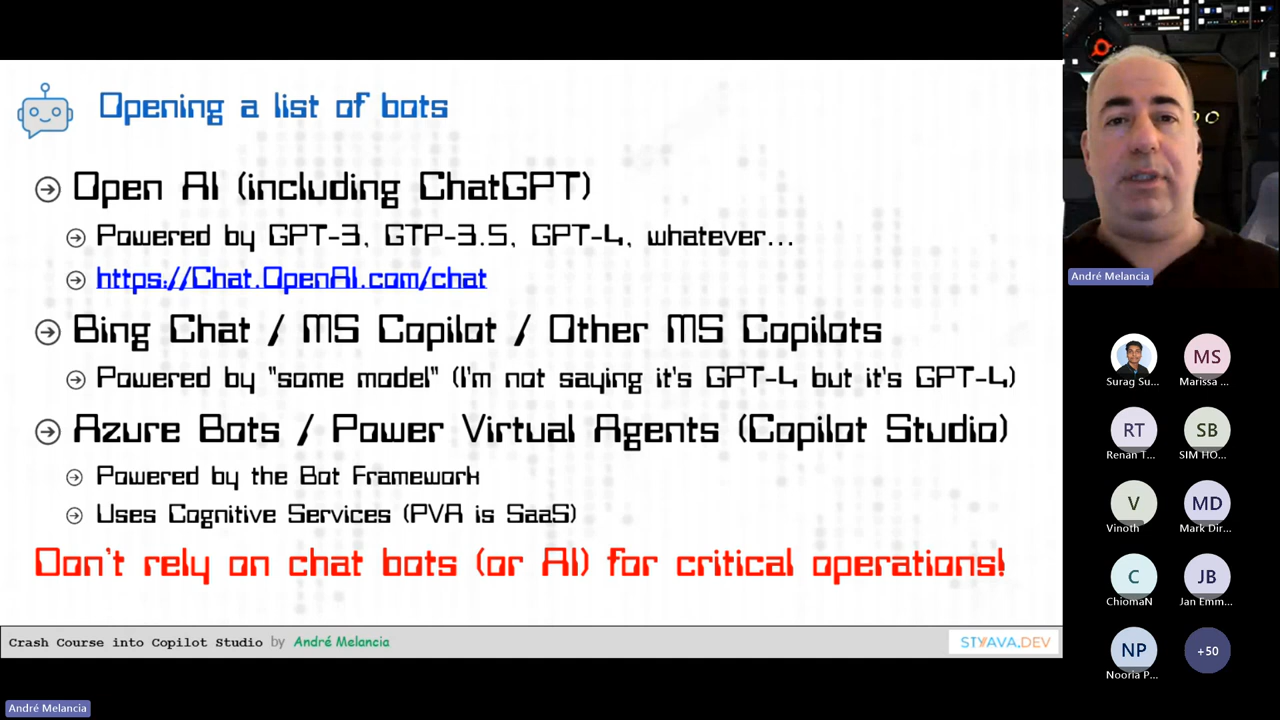 Opening a list of bots
Open AI (including ChatGPT)
Powered by GPT-3, GTP-3.5, GPT-4, whatever...
https://Chat.OpenAI.com/chat
Bing Chat / MS Copilot / Other MS Copilots
Powered by "some model" (I'm not saying it's GPT-4 but it's GPT-4)
Azure Bots / Power Virtual Agents (Copilot Studio)
Powered by the Bot Framework
Uses Cognitive Services (PVA is SaaS)
Don't rely on chat bots (or AI) for critical operations!
Crash Course into Copilot Studio by André Melancia
STYAVA.DEV
André Melancia
André Melancia
Surag Su...
MS
Marissa ...
RT
Renan T...
SB
SIM HO...
V
Vinoth
MD
Mark Dir...
C
ChiomaN
JB
Jan Emm...
NP
Nooria P...
+50